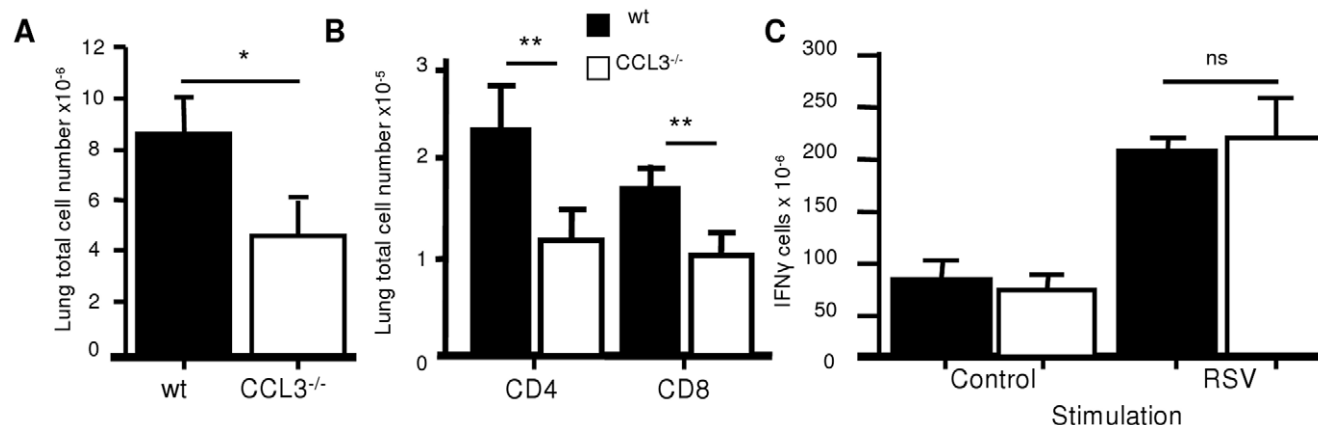 A
Lung total cell number x10⁻⁶
12
10
8
6
4
2
0
*
wt
CCL3⁻/⁻
B
wt
CCL3⁻/⁻
Lung total cell number x10⁻⁵
3
2
1
0
**
**
CD4
CD8
C
IFNγ cells x 10⁻⁶
300
250
200
150
100
50
0
ns
Control
RSV
Stimulation